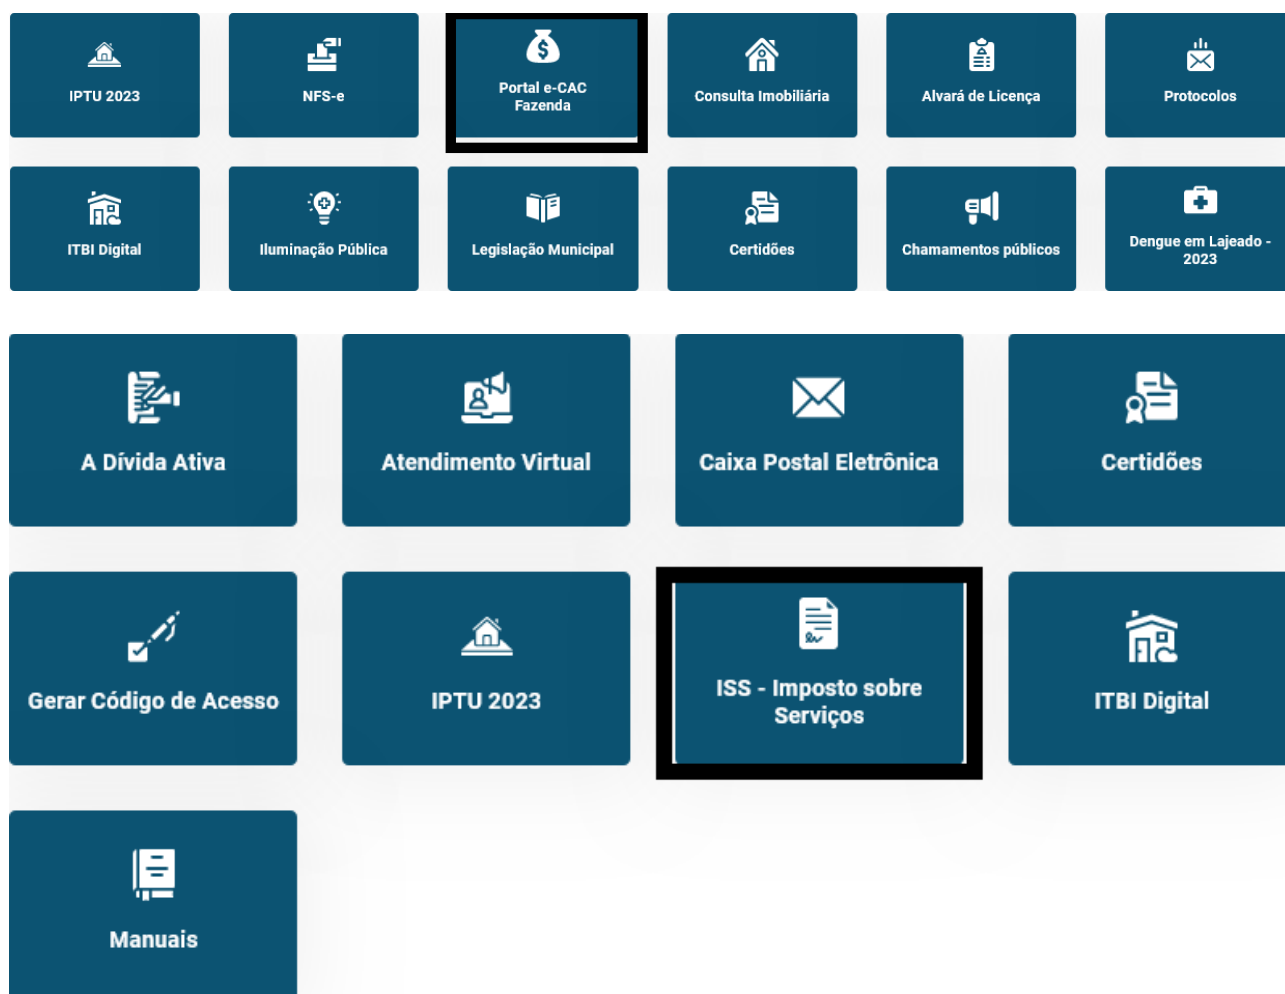 IPTU 2023
NFS-e
Portal e-CAC
Fazenda
Consulta Imobiliária
Alvará de Licença
Protocolos
ITBI Digital
Iluminação Pública
Legislação Municipal
Certidões
Chamamentos públicos
Dengue em Lajeado -
2023
A Dívida Ativa
Atendimento Virtual
Caixa Postal Eletrônica
Certidões
Gerar Código de Acesso
IPTU 2023
ISS - Imposto sobre
Serviços
ITBI Digital
Manuais